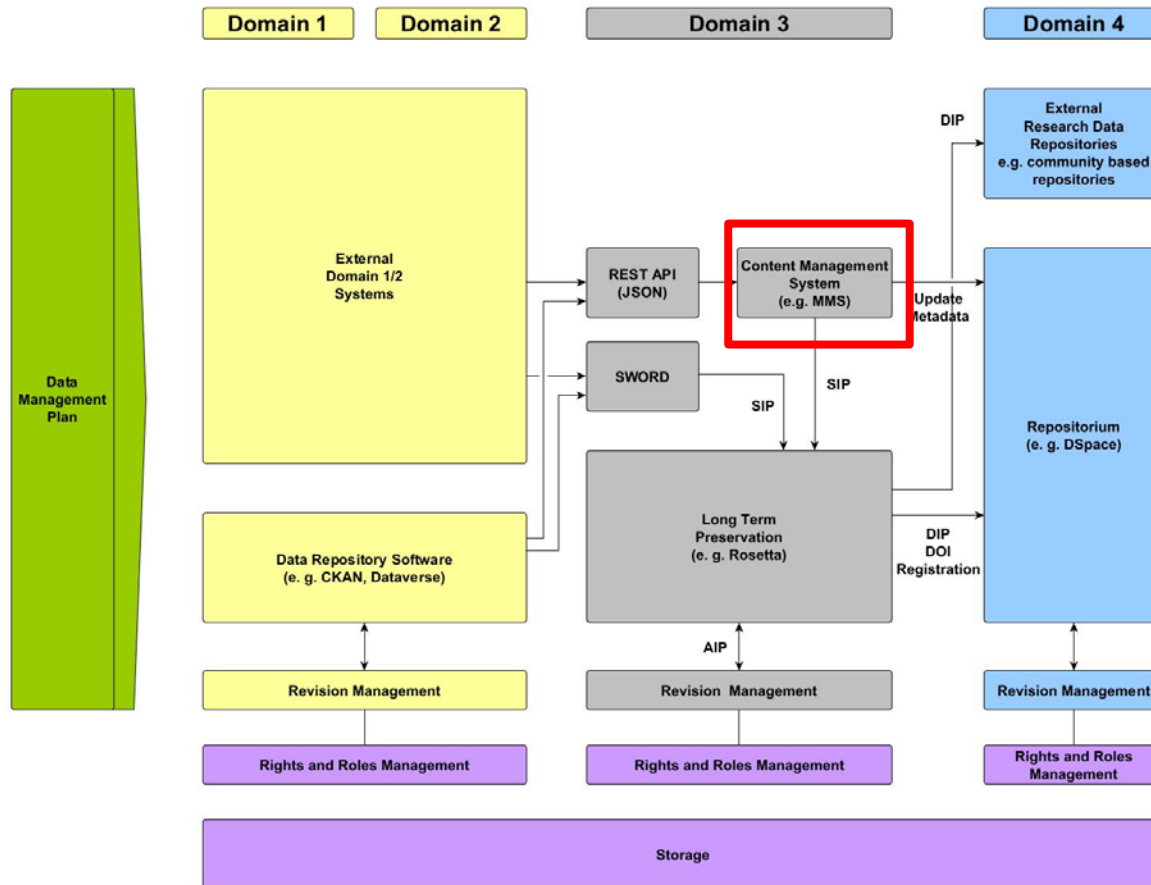 Domain 1
Domain 2
Domain 3
Domain 4
Data
Management
Plan
External
Domain 1/2
Systems
REST API
(JSON)
Content Management
System
(e.g. MMS)
Update
Metadata
DIP
External
Research Data
Repositories
e.g. community based
repositories
SWORD
SIP
SIP
Repositorium
(e. g. DSpace)
Data Repository Software
(e. g. CKAN, Dataverse)
Long Term
Preservation
(e. g. Rosetta)
DIP
DOI
Registration
AIP
Revision Management
Revision Management
Revision Management
Rights and Roles Management
Rights and Roles Management
Rights and Roles
Management
Storage